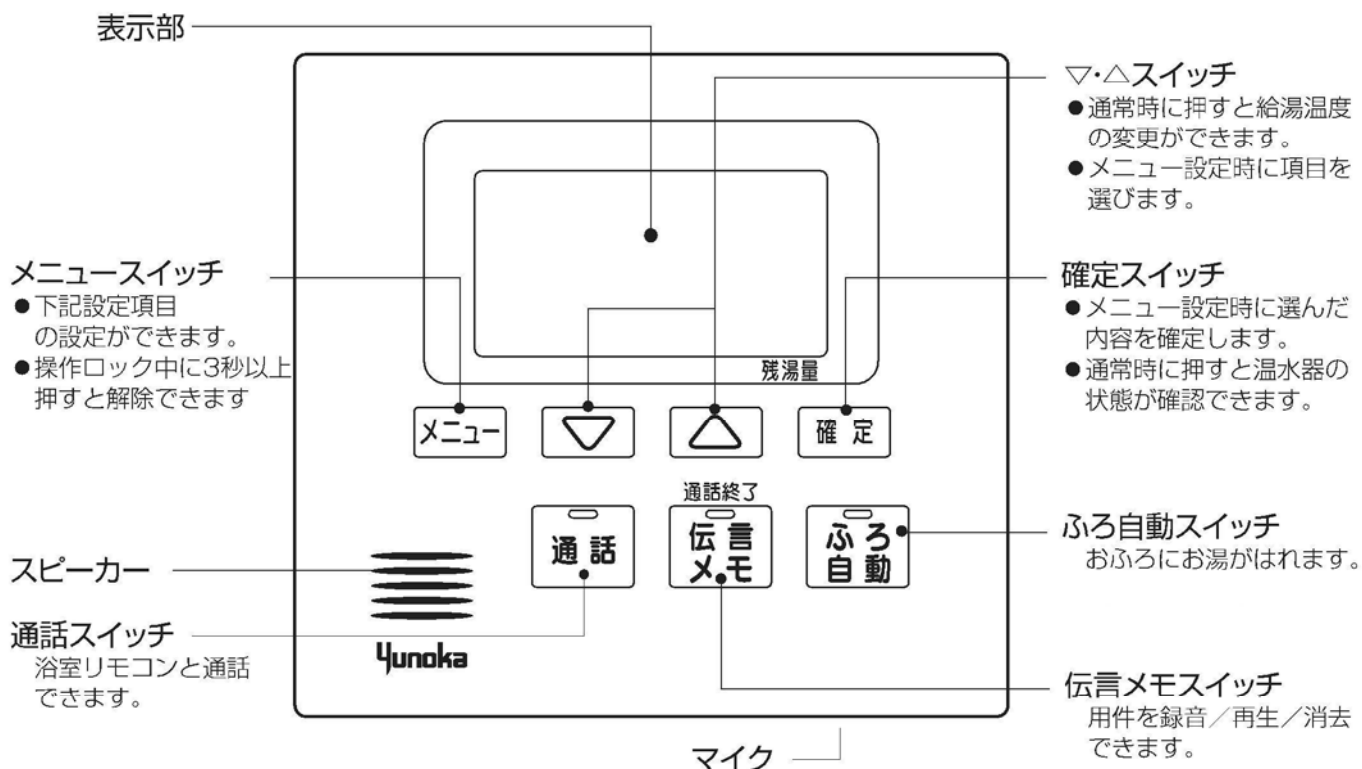 表示部
▽・△スイッチ
●通常時に押すと給湯温度
の変更ができます。
●メニュー設定時に項目を
選びます。
メニュースイッチ
●下記設定項目
の設定ができます。
●操作ロック中に3秒以上
押すと解除できます
確定スイッチ
●メニュー設定時に選んだ
内容を確定します。
●通常時に押すと温水器の
状態が確認できます。
残湯量
メニュー ▽ △ 確定
通話終了
通話
伝言
メモ
ふろ
自動
ふろ自動スイッチ
おふろにお湯がはれます。
スピーカー
通話スイッチ
浴室リモコンと通話
できます。
Yunoka
伝言メモスイッチ
用件を録音／再生／消去
できます。
マイク